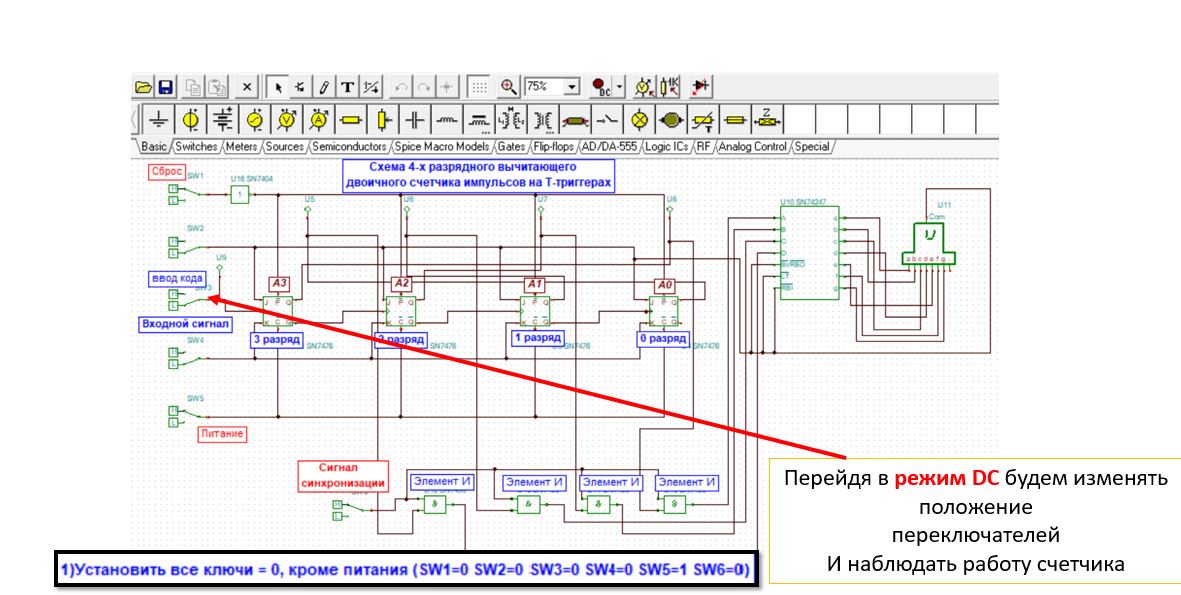 75%
DC
1K
M
Z
Basic Switches Meters Sources Semiconductors Spice Macro Models Gates Flip-flops AD/DA-555 Logic ICs RF Analog Control Special
Схема 4-х разрядного вычитающего
двоичного счетчика импульсов на Т-триггерах
Сброс
SW1
H
L
U16 SN7404
1
U5
U6
U7
U8
U10 SN74247
U11
Com
SW2
H
L
U9
A
B
C
D
BI/RBO
LT
RBI
a
b
c
d
e
f
g
a b c d e f g .
ввод кода
SW3
H
L
A3
A2
A1
A0
J P Q
K C Q
J P Q
K C Q
J P Q
K C Q
J P Q
K C Q
Входной сигнал
3 разряд
SN7476
2 разряд
SN7476
1 разряд
SN7476
0 разряд
SN7476
SW4
H
L
SW5
H
L
Питание
Сигнал
синхронизации
H
L
Элемент И
Элемент И
Элемент И
Элемент И
&
&
&
&
Перейдя в режим DC будем изменять
положение
переключателей
И наблюдать работу счетчика
1)Установить все ключи = 0, кроме питания (SW1=0 SW2=0 SW3=0 SW4=0 SW5=1 SW6=0)